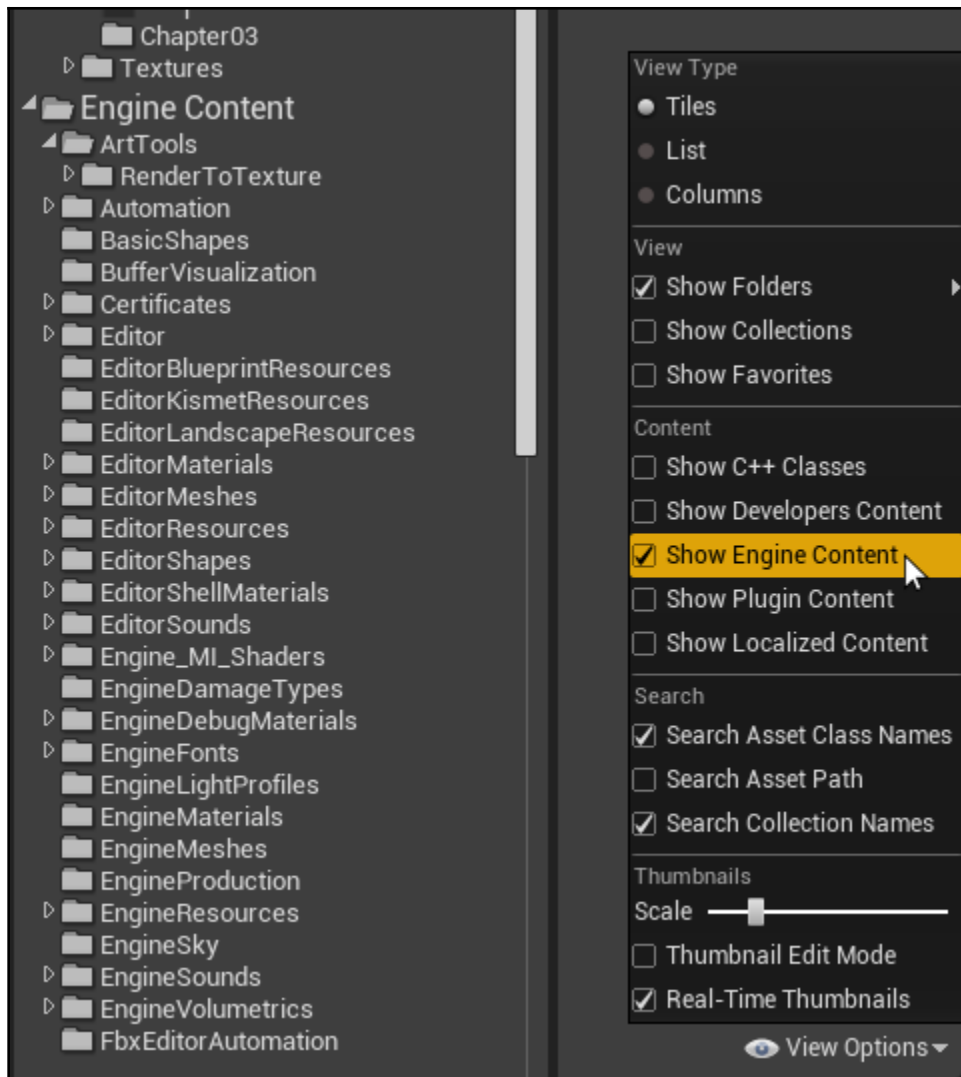 Chapter03
Textures
Engine Content
ArtTools
RenderToTexture
Automation
BasicShapes
BufferVisualization
Certificates
Editor
EditorBlueprintResources
EditorKismetResources
EditorLandscapeResources
EditorMaterials
EditorMeshes
EditorResources
EditorShapes
EditorShellMaterials
EditorSounds
Engine_MI_Shaders
EngineDamageTypes
EngineDebugMaterials
EngineFonts
EngineLightProfiles
EngineMaterials
EngineMeshes
EngineProduction
EngineResources
EngineSky
EngineSounds
EngineVolumetrics
FbxEditorAutomation
View Type
Tiles
List
Columns
View
Show Folders
Show Collections
Show Favorites
Content
Show C++ Classes
Show Developers Content
Show Engine Content
Show Plugin Content
Show Localized Content
Search
Search Asset Class Names
Search Asset Path
Search Collection Names
Thumbnails
Scale
Thumbnail Edit Mode
Real-Time Thumbnails
View Options